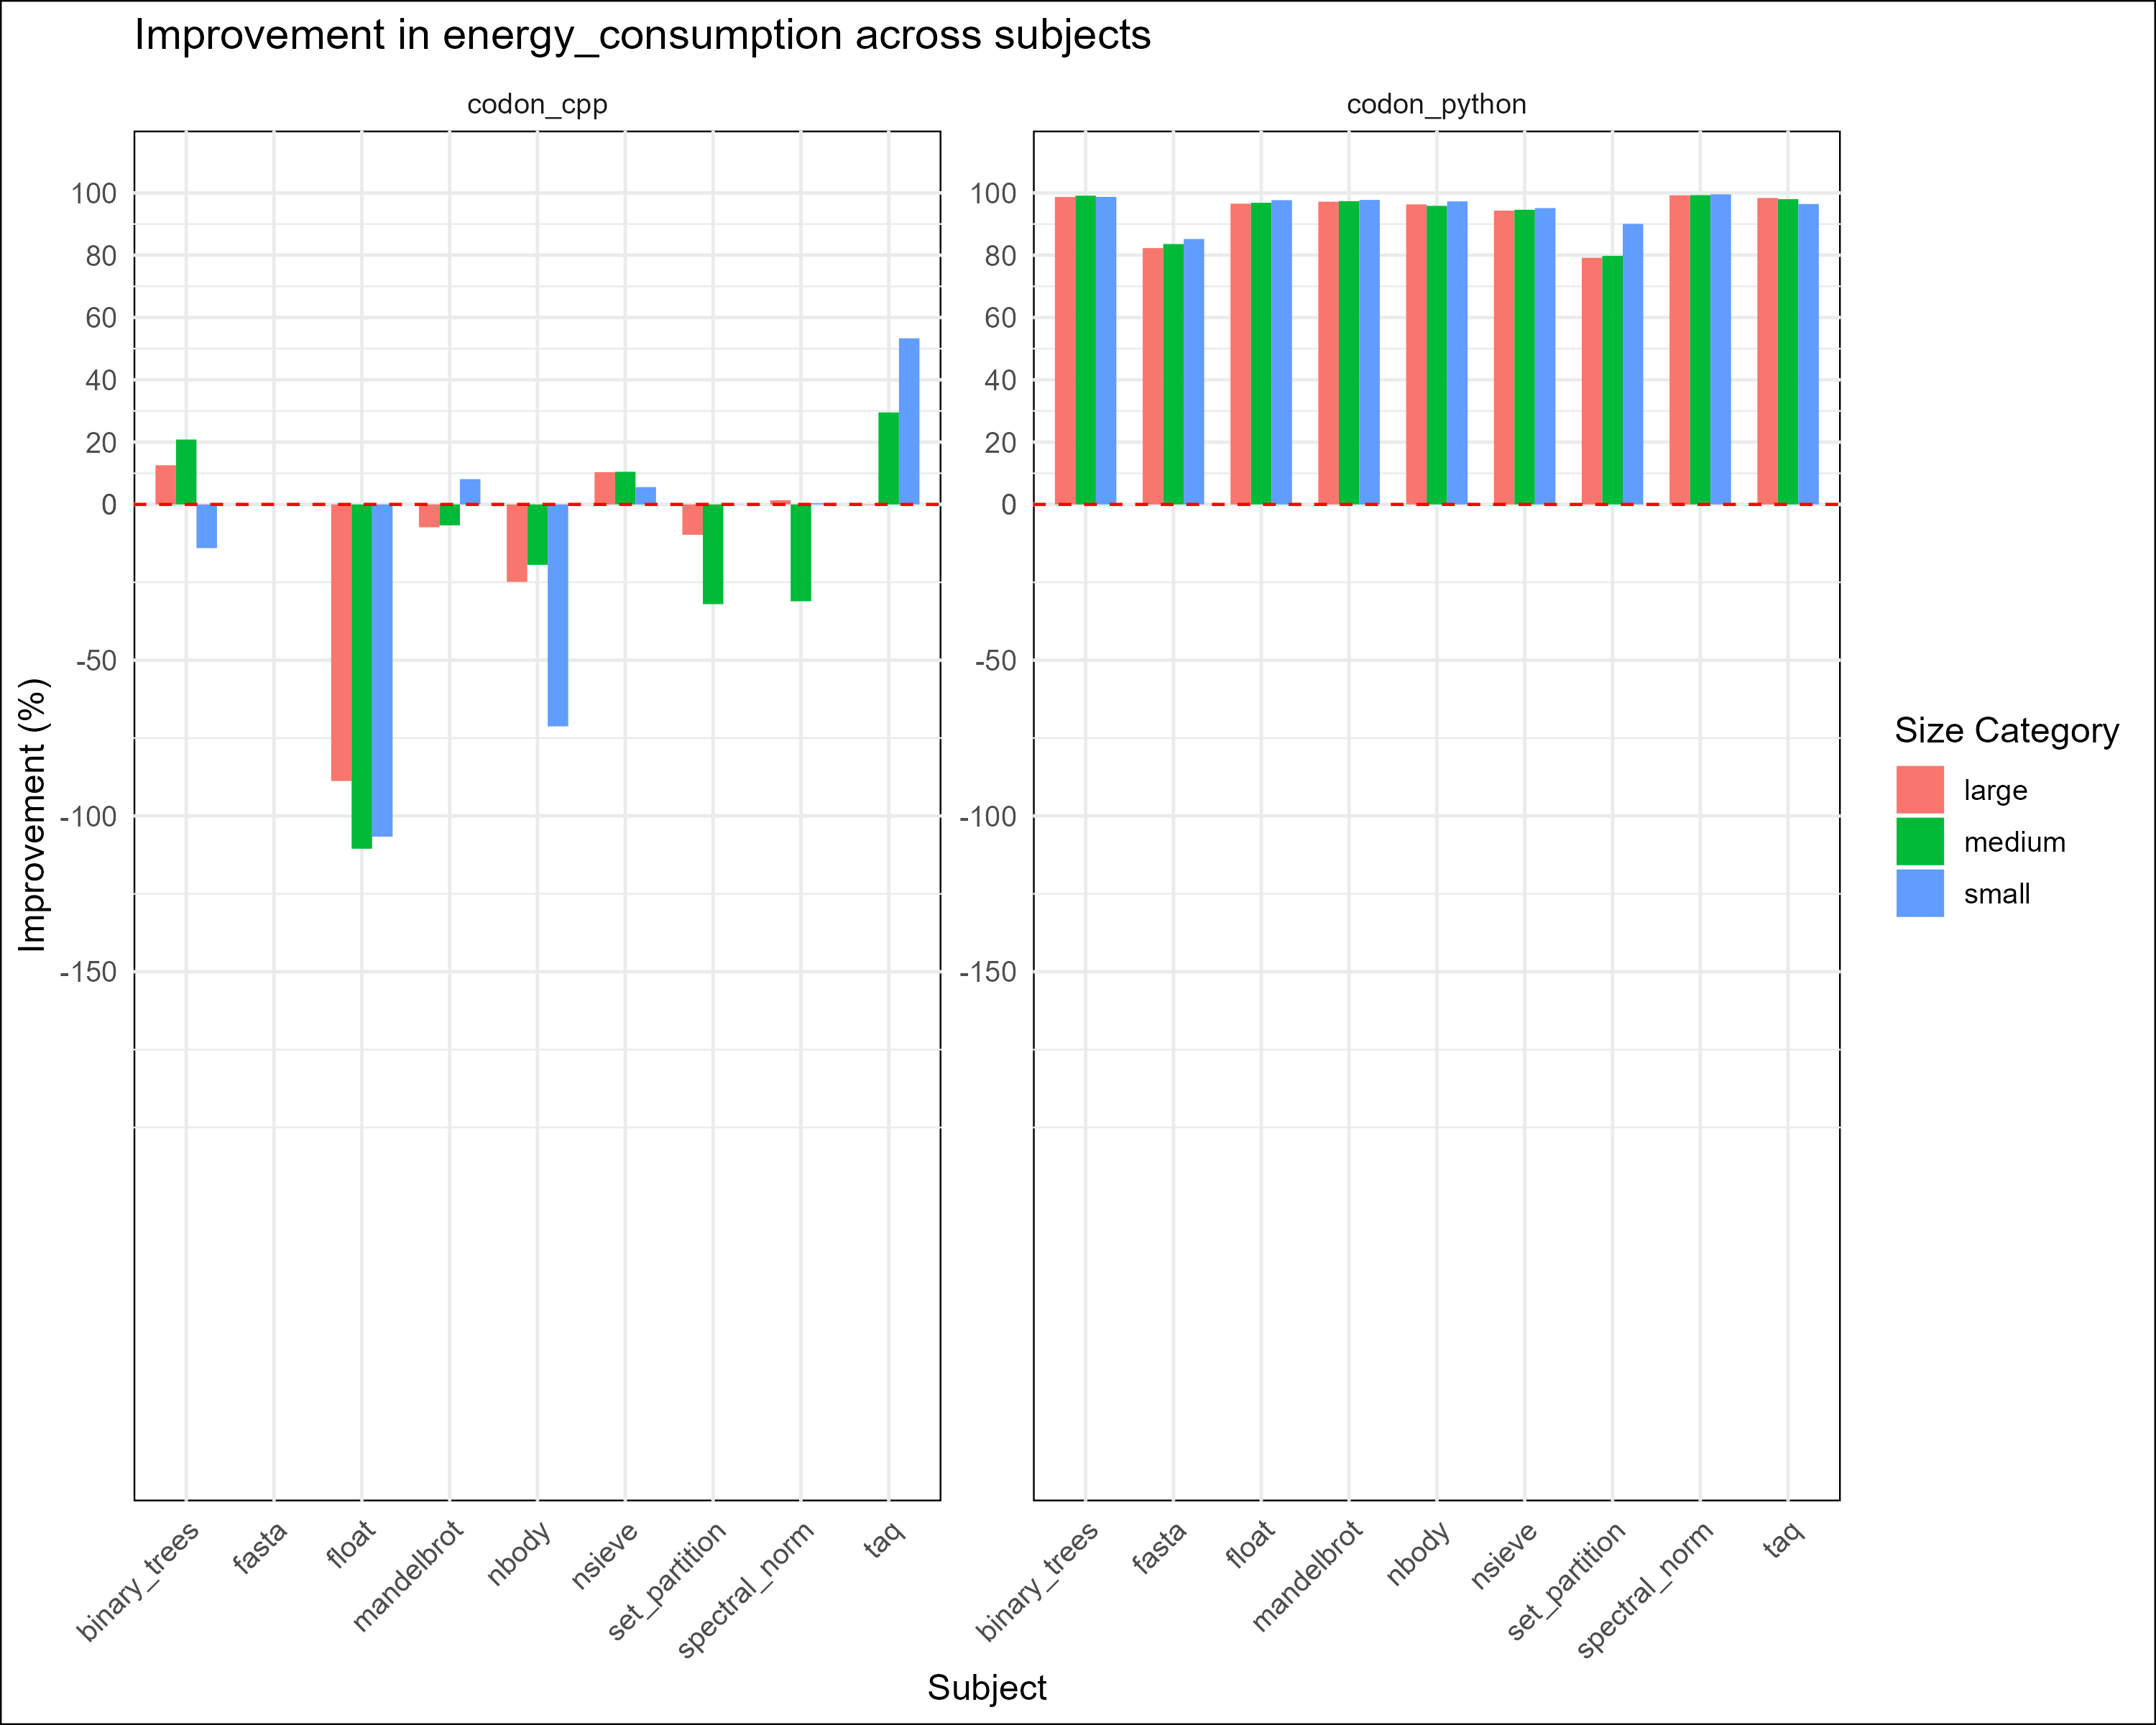 Improvement in energy_consumption across subjects
codon_cpp
codon_python
100
80
60
40
20
0
-50
-100
-150
100
80
60
40
20
0
-50
-100
-150
Improvement (%)
binary_trees
fasta
float
mandelbrot
nbody
nsieve
set_partition
spectral_norm
taq
binary_trees
fasta
float
mandelbrot
nbody
nsieve
set_partition
spectral_norm
taq
Subject
Size Category
large
medium
small